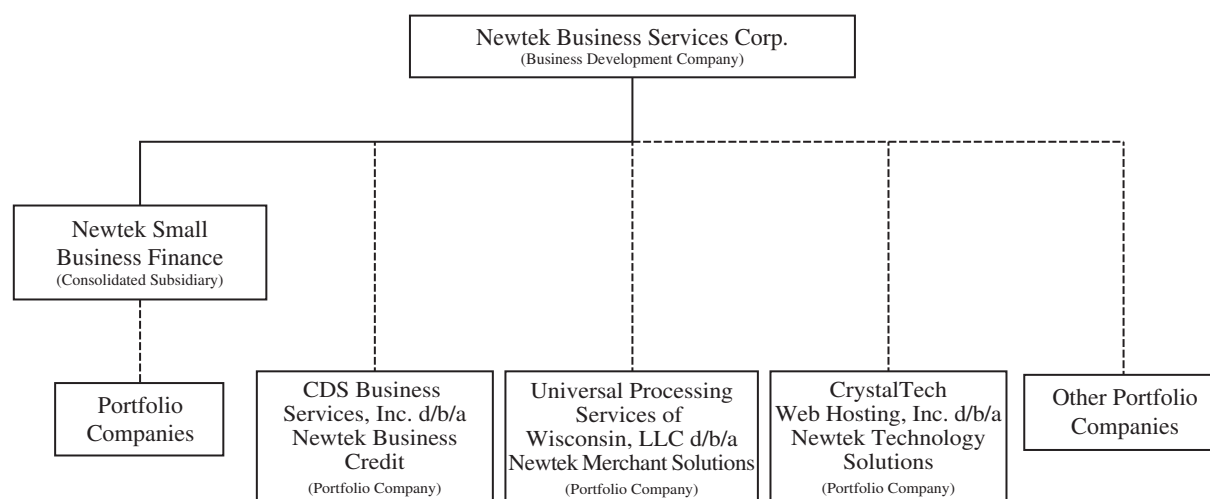 Newtek Business Services Corp.
(Business Development Company)
Newtek Small
Business Finance
(Consolidated Subsidiary)
Portfolio
Companies
CDS Business
Services, Inc. d/b/a
Newtek Business
Credit
(Portfolio Company)
Universal Processing
Services of
Wisconsin, LLC d/b/a
Newtek Merchant Solutions
(Portfolio Company)
CrystalTech
Web Hosting, Inc. d/b/a
Newtek Technology
Solutions
(Portfolio Company)
Other Portfolio
Companies